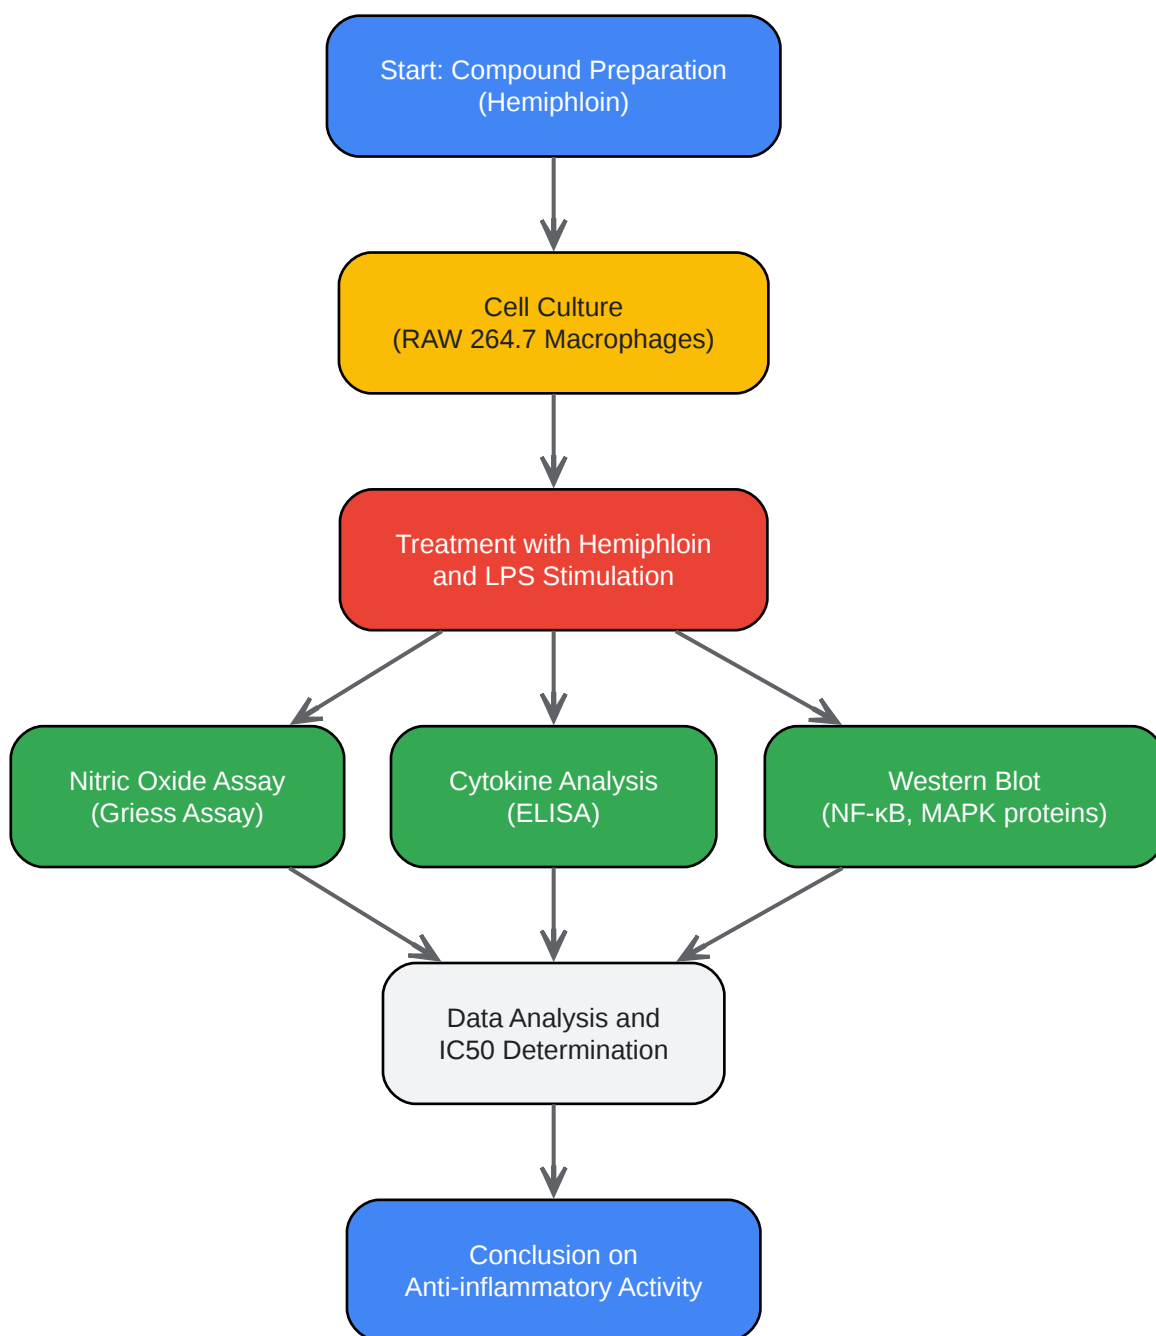 Start: Compound Preparation
(Hemiphloin)
Cell Culture
(RAW 264.7 Macrophages)
Treatment with Hemiphloin
and LPS Stimulation
Nitric Oxide Assay
(Griess Assay)
Cytokine Analysis
(ELISA)
Western Blot
(NF-κB, MAPK proteins)
Data Analysis and
IC50 Determination
Conclusion on
Anti-inflammatory Activity